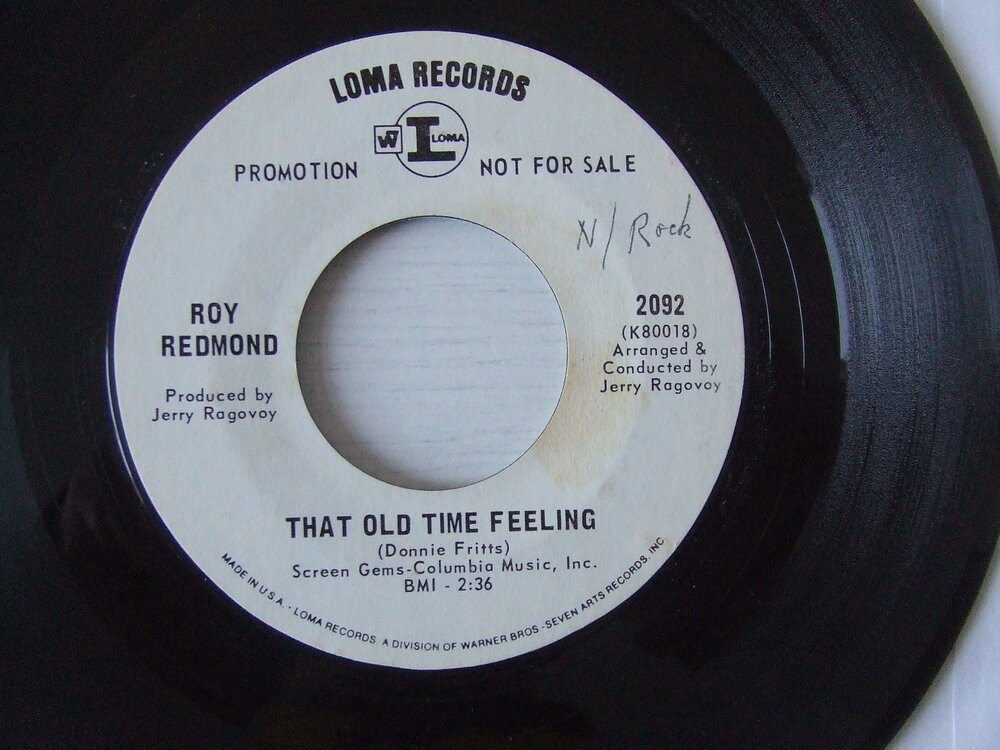 LOMA RECORDS
W7 L LOMA
PROMOTION NOT FOR SALE
N/Rock
ROY
REDMOND
Produced by
Jerry Ragovoy
2092
(K80018)
Arranged &
Conducted by
Jerry Ragovoy
THAT OLD TIME FEELING
(Donnie Fritts)
Screen Gems-Columbia Music, Inc.
BMI - 2:36
MADE IN U.S.A. · LOMA RECORDS. A DIVISION OF WARNER BROS.-SEVEN ARTS RECORDS, INC.